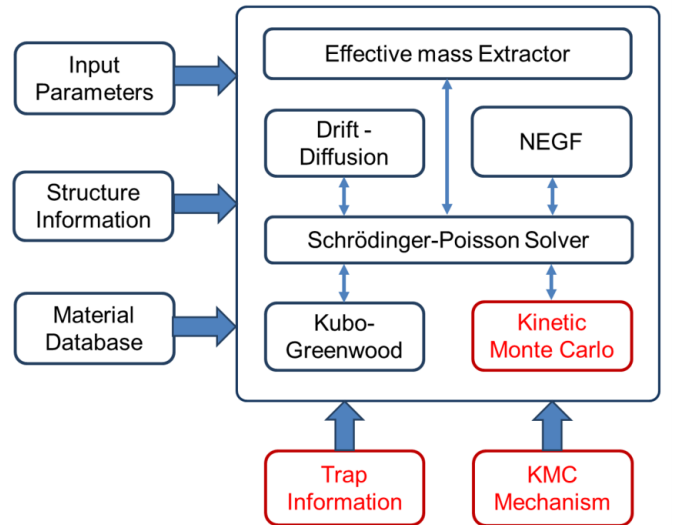 Input
Parameters
Effective mass Extractor
Drift -
Diffusion
NEGF
Structure
Information
Schrödinger-Poisson Solver
Material
Database
Kubo-
Greenwood
Kinetic
Monte Carlo
Trap
Information
KMC
Mechanism